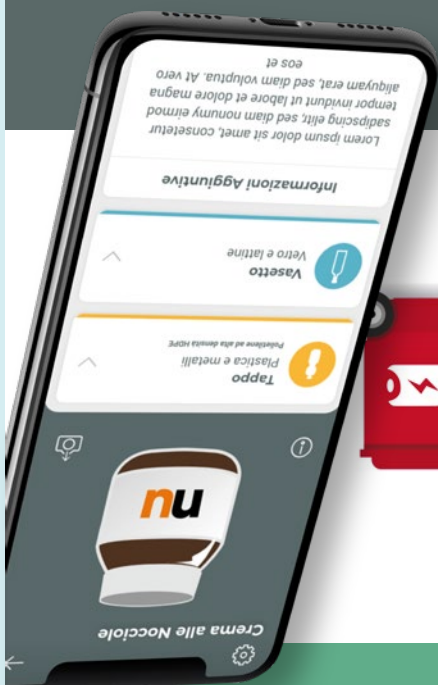 Crema alle Nocciole
nu
Tappo
Plastica e metalli
Polietilene ad alta densità HDPE
Vasetto
Vetro e lattine
Informazioni Aggiuntive
Lorem ipsum dolor sit amet, consetetur
sadipscing elitr, sed diam nonumy eirmod
tempor invidunt ut labore et dolore magna
aliquyam erat, sed diam voluptua. At vero
eos et